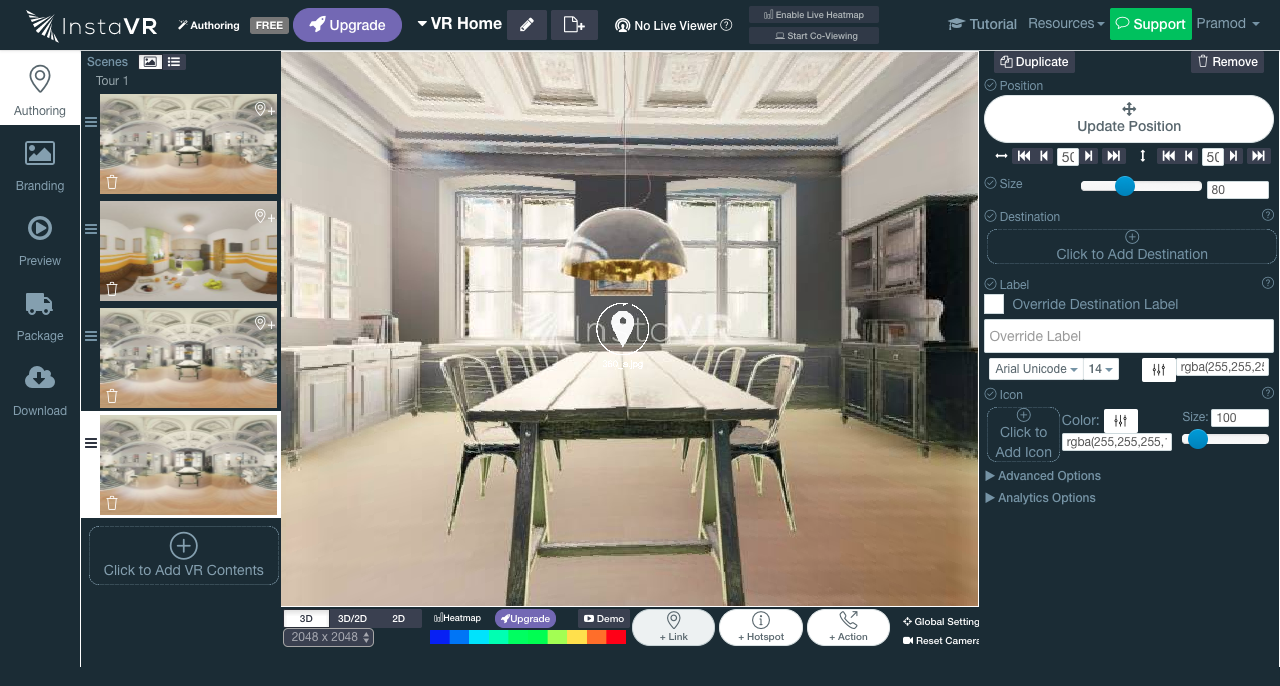 InstaVR
Authoring
FREE
Upgrade
VR Home
No Live Viewer
Enable Live Heatmap
Start Co-Viewing
Tutorial
Resources
Support
Pramod
Authoring
Branding
Preview
Package
Download
Scenes
Tour 1
Click to Add VR Contents
InstaVR
3D
3D/2D
2D
2048 x 2048
Heatmap
Upgrade
Demo
+ Link
+ Hotspot
+ Action
Global Setting
Reset Camera
Duplicate
Remove
Position
Update Position
50
50
Size
80
Destination
Click to Add Destination
Label
Override Destination Label
Override Label
Arial Unicode
14
rgba(255,255,25
Icon
Click to
Add Icon
Color:
rgba(255,255,255,
Size:
100
Advanced Options
Analytics Options